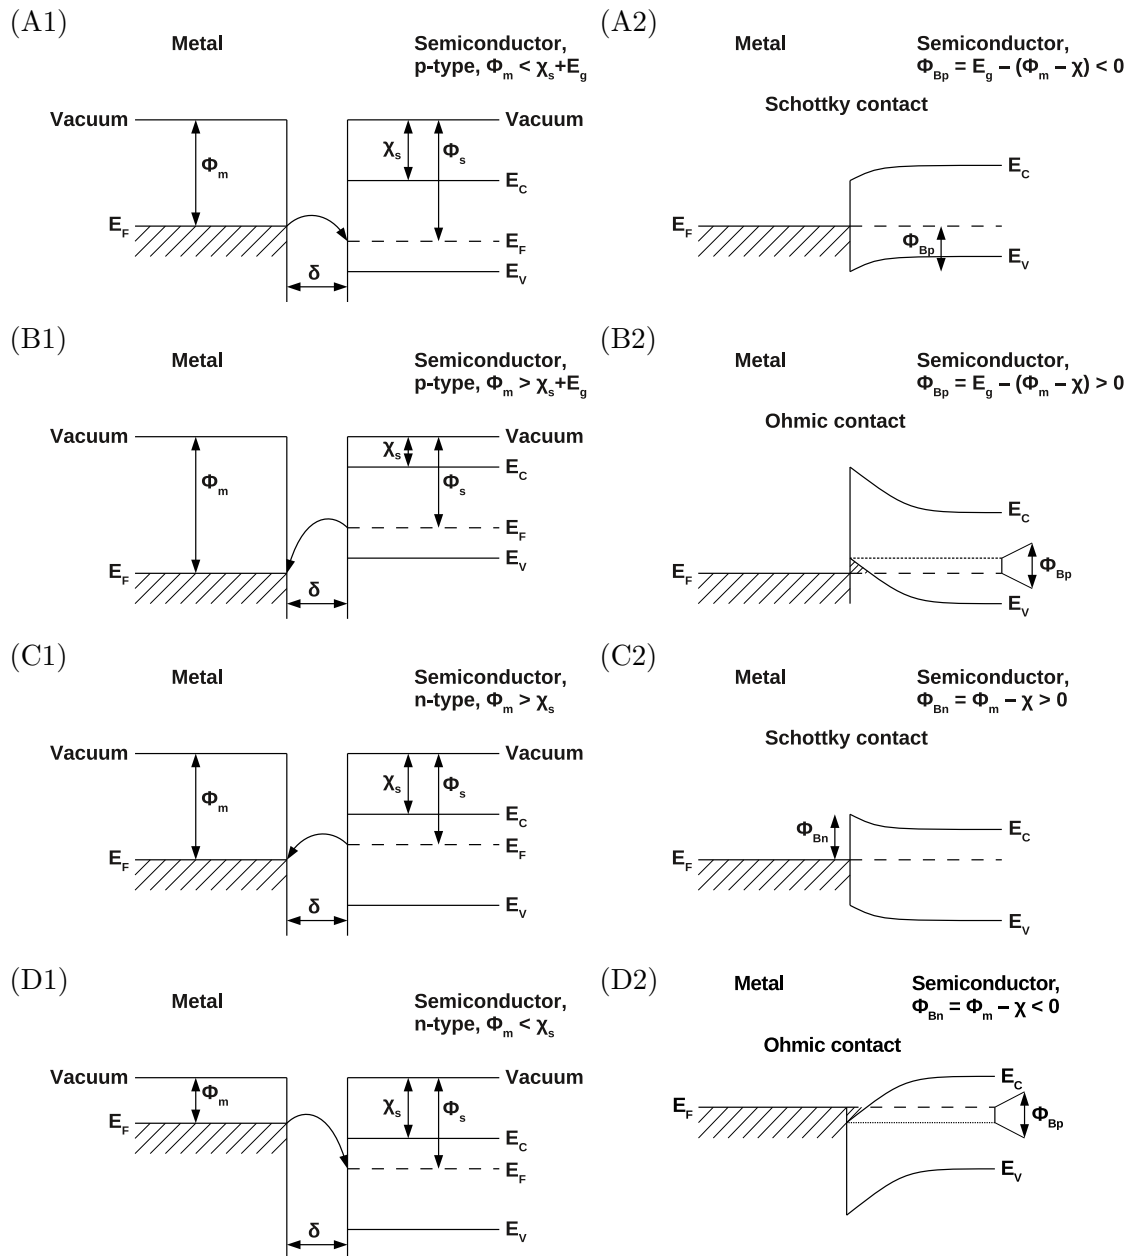 (A1)
Metal
Semiconductor,
p-type, Φm < χs+Eg
Vacuum
Vacuum
Φm
χs
Φs
EC
EF
EF
EV
δ
(A2)
Metal
Semiconductor,
ΦBp = Eg – (Φm – χ) < 0
Schottky contact
EC
EF
ΦBp
EV
(B1)
Metal
Semiconductor,
p-type, Φm > χs+Eg
Vacuum
Vacuum
χs
EC
Φm
Φs
EF
EV
EF
δ
(B2)
Metal
Semiconductor,
ΦBp = Eg – (Φm – χ) > 0
Ohmic contact
EC
EF
ΦBp
EV
(C1)
Metal
Semiconductor,
n-type, Φm > χs
Vacuum
Vacuum
χs
Φs
Φm
EC
EF
EF
EV
δ
(C2)
Metal
Semiconductor,
ΦBn = Φm – χ > 0
Schottky contact
ΦBn
EC
EF
EV
(D1)
Metal
Semiconductor,
n-type, Φm < χs
Vacuum
Vacuum
Φm
χs
Φs
EF
EC
EF
EV
δ
(D2)
Metal
Semiconductor,
ΦBn = Φm – χ < 0
Ohmic contact
EC
EF
ΦBp
EV